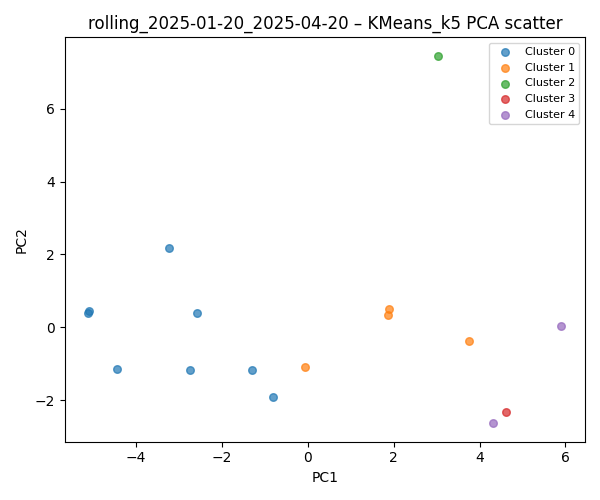 rolling_2025-01-20_2025-04-20 – KMeans_k5 PCA scatter
Cluster 0
Cluster 1
Cluster 2
Cluster 3
Cluster 4
PC2
6
4
2
0
−2
−4
−2
0
2
4
6
PC1